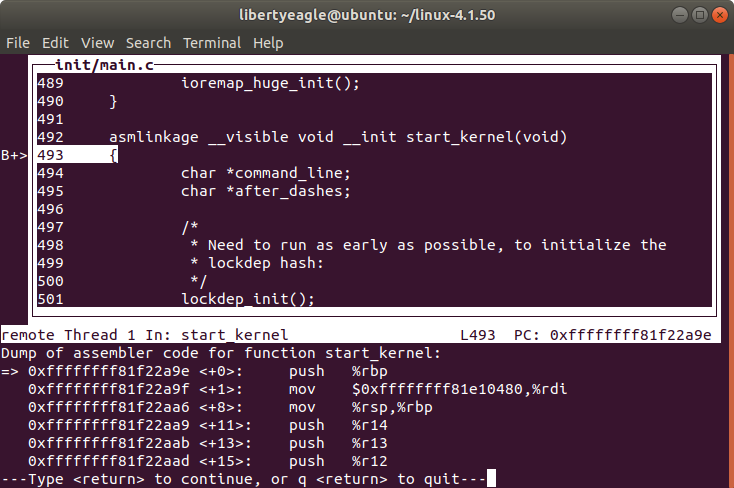 libertyeagle@ubuntu: ~/linux-4.1.50
File Edit View Search Terminal Help
init/main.c
489 ioremap_huge_init();
490 }
491
492 asmlinkage __visible void __init start_kernel(void)
B+> 493 {
494 char *command_line;
495 char *after_dashes;
496
497 /*
498 * Need to run as early as possible, to initialize the
499 * lockdep hash:
500 */
501 lockdep_init();
remote Thread 1 In: start_kernel L493 PC: 0xffffffff81f22a9e
Dump of assembler code for function start_kernel:
=> 0xffffffff81f22a9e <+0>: push %rbp
0xffffffff81f22a9f <+1>: mov $0xffffffff81e10480,%rdi
0xffffffff81f22aa6 <+8>: mov %rsp,%rbp
0xffffffff81f22aa9 <+11>: push %r14
0xffffffff81f22aab <+13>: push %r13
0xffffffff81f22aad <+15>: push %r12
---Type <return> to continue, or q <return> to quit---